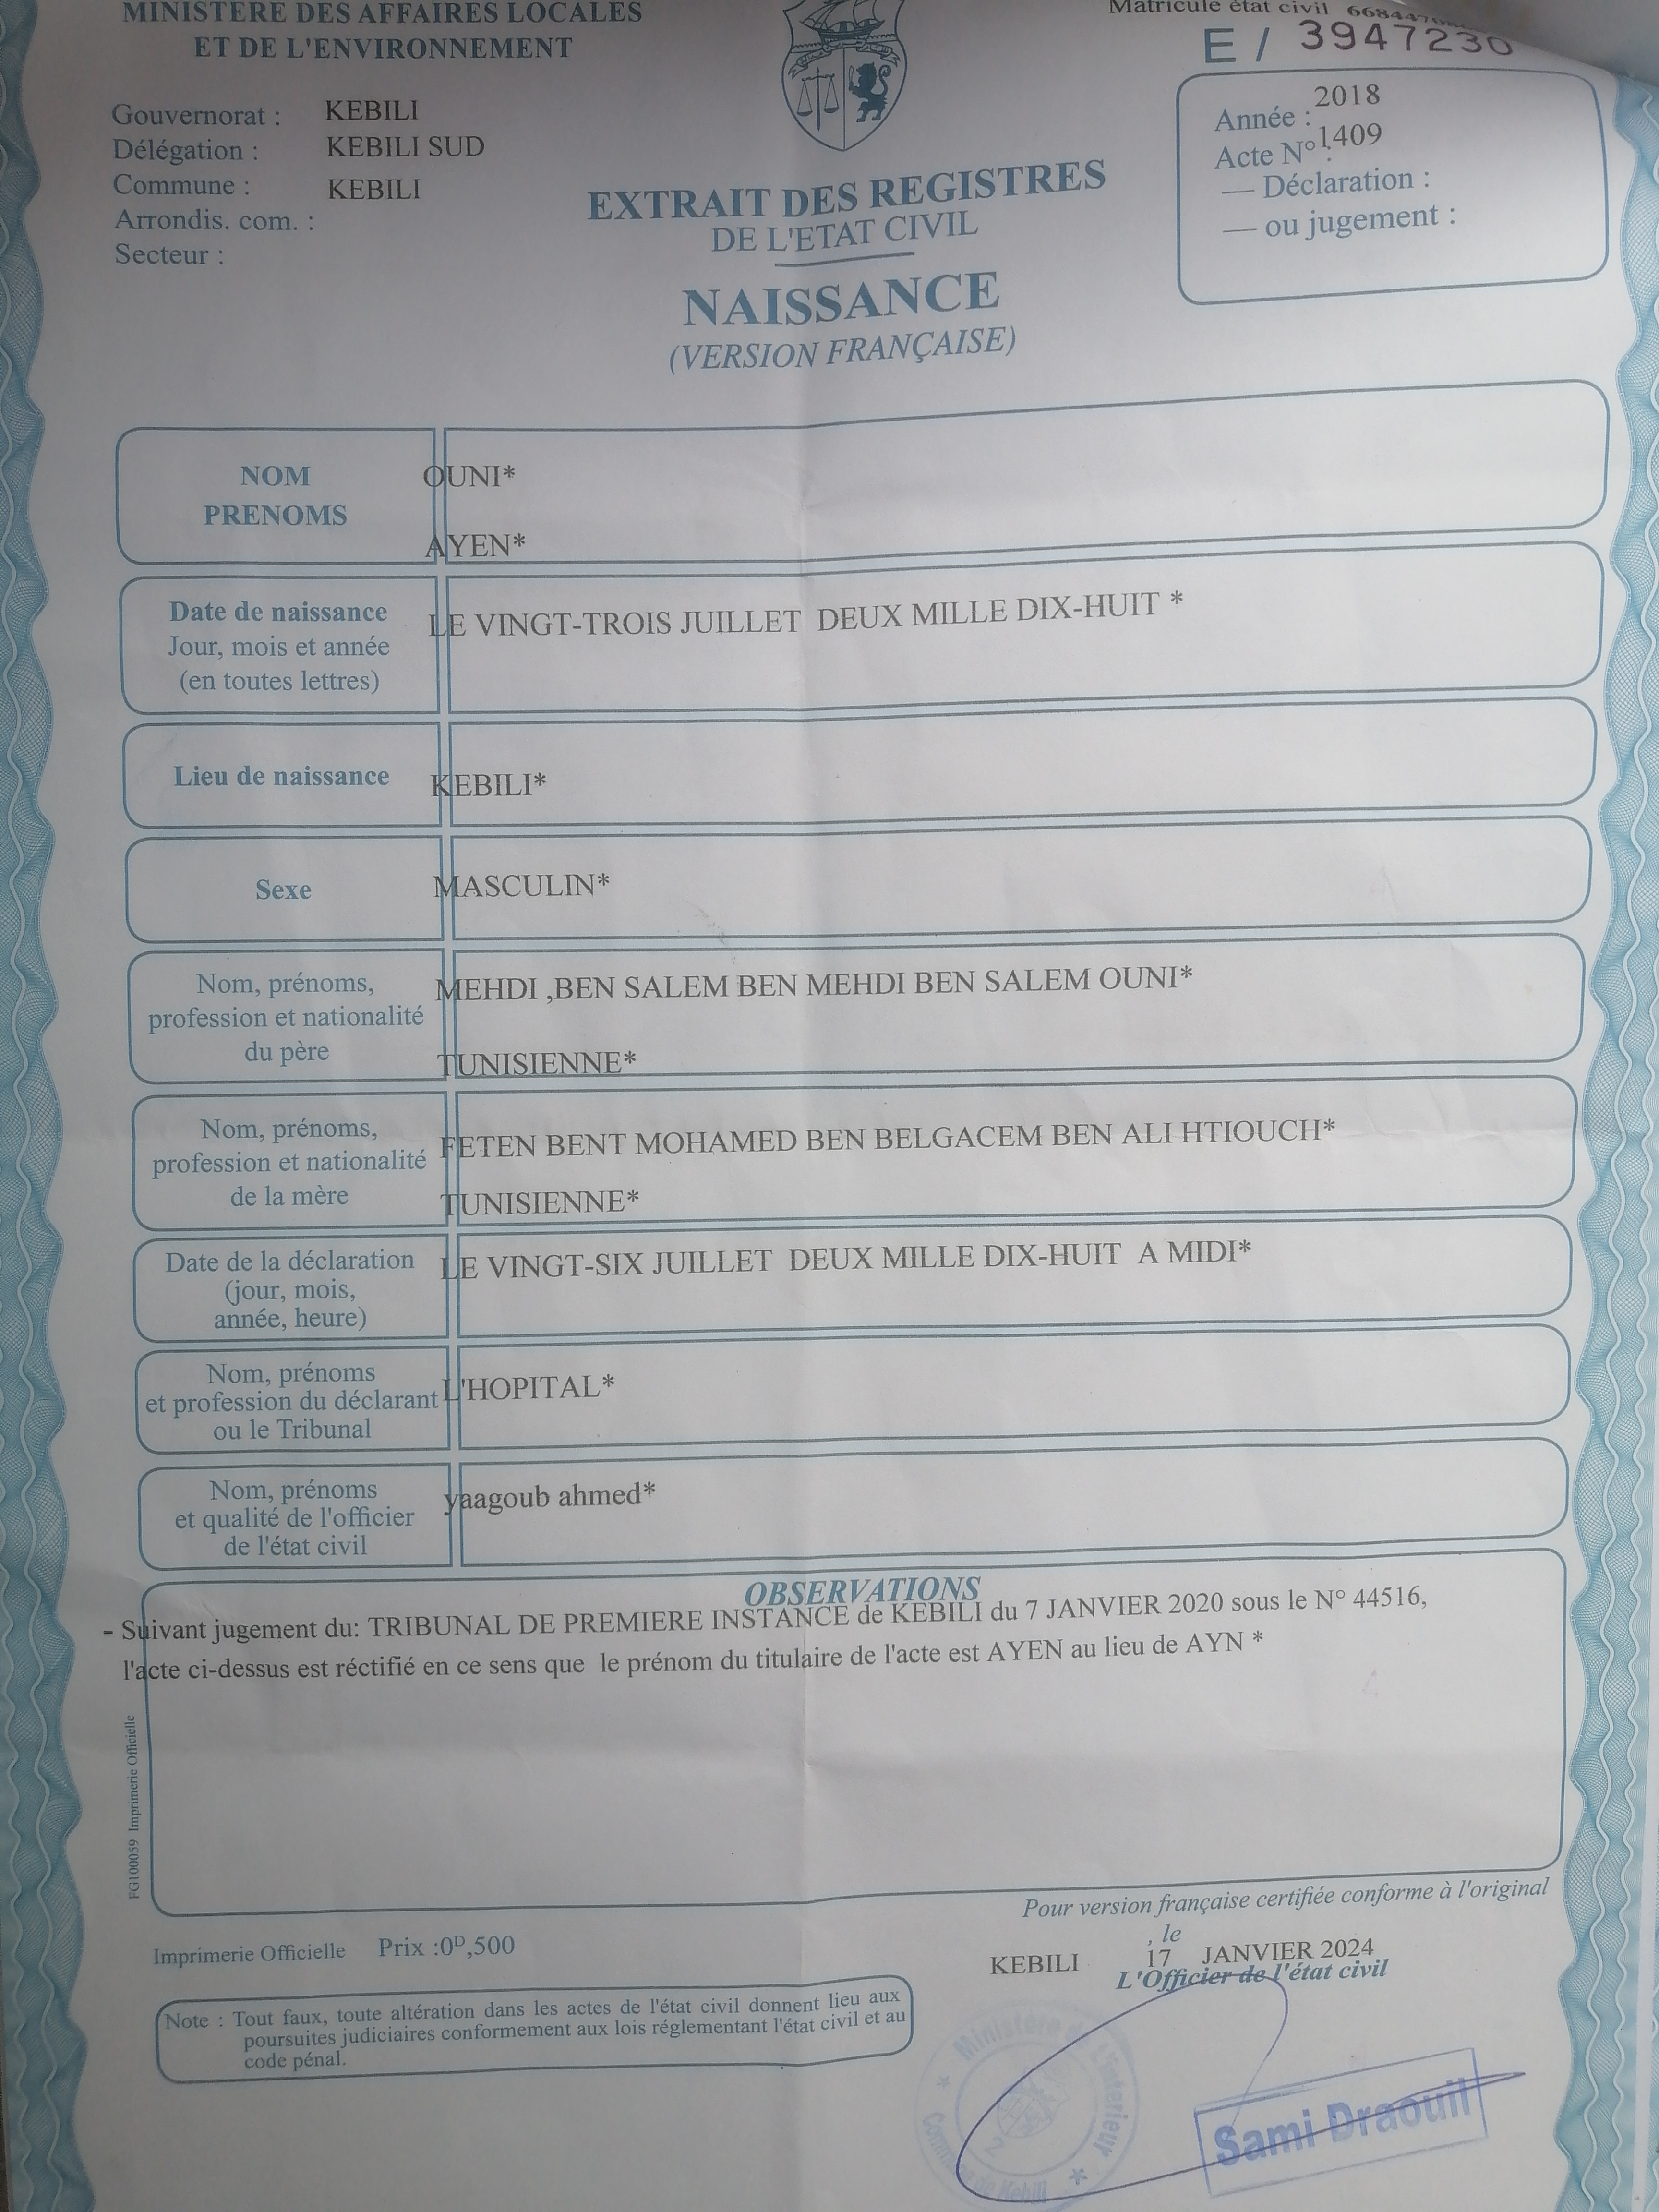 MINISTERE DES AFFAIRES LOCALES
ET DE L'ENVIRONNEMENT
Matricule état civil
E / 3947230
Gouvernorat : KEBILI
Délégation : KEBILI SUD
Commune : KEBILI
Arrondis. com. :
Secteur :
Année : 2018
Acte N° : 1409
— Déclaration :
— ou jugement :
EXTRAIT DES REGISTRES
DE L'ETAT CIVIL
NAISSANCE
(VERSION FRANÇAISE)
NOM
PRENOMS
OUNI*
AYEN*
Date de naissance
Jour, mois et année
(en toutes lettres)
LE VINGT-TROIS JUILLET DEUX MILLE DIX-HUIT *
Lieu de naissance
KEBILI*
Sexe
MASCULIN*
Nom, prénoms,
profession et nationalité
du père
MEHDI ,BEN SALEM BEN MEHDI BEN SALEM OUNI*
TUNISIENNE*
Nom, prénoms,
profession et nationalité
de la mère
FETEN BENT MOHAMED BEN BELGACEM BEN ALI HTIOUCH*
TUNISIENNE*
Date de la déclaration
(jour, mois,
année, heure)
LE VINGT-SIX JUILLET DEUX MILLE DIX-HUIT A MIDI*
Nom, prénoms
et profession du déclarant
ou le Tribunal
L'HOPITAL*
Nom, prénoms
et qualité de l'officier
de l'état civil
yaagoub ahmed*
OBSERVATIONS
- Suivant jugement du: TRIBUNAL DE PREMIERE INSTANCE de KEBILI du 7 JANVIER 2020 sous le N° 44516,
l'acte ci-dessus est réctifié en ce sens que le prénom du titulaire de l'acte est AYEN au lieu de AYN *
FG100059 Imprimerie Officielle
Pour version française certifiée conforme à l'original
Imprimerie Officielle Prix :0D,500
KEBILI , le 17 JANVIER 2024
L'Officier de l'état civil
Note : Tout faux, toute altération dans les actes de l'état civil donnent lieu aux
poursuites judiciaires conformement aux lois réglementant l'état civil et au
code pénal.
Ministère de l'interieur
Commune de Kebili
2
Sami Draouil